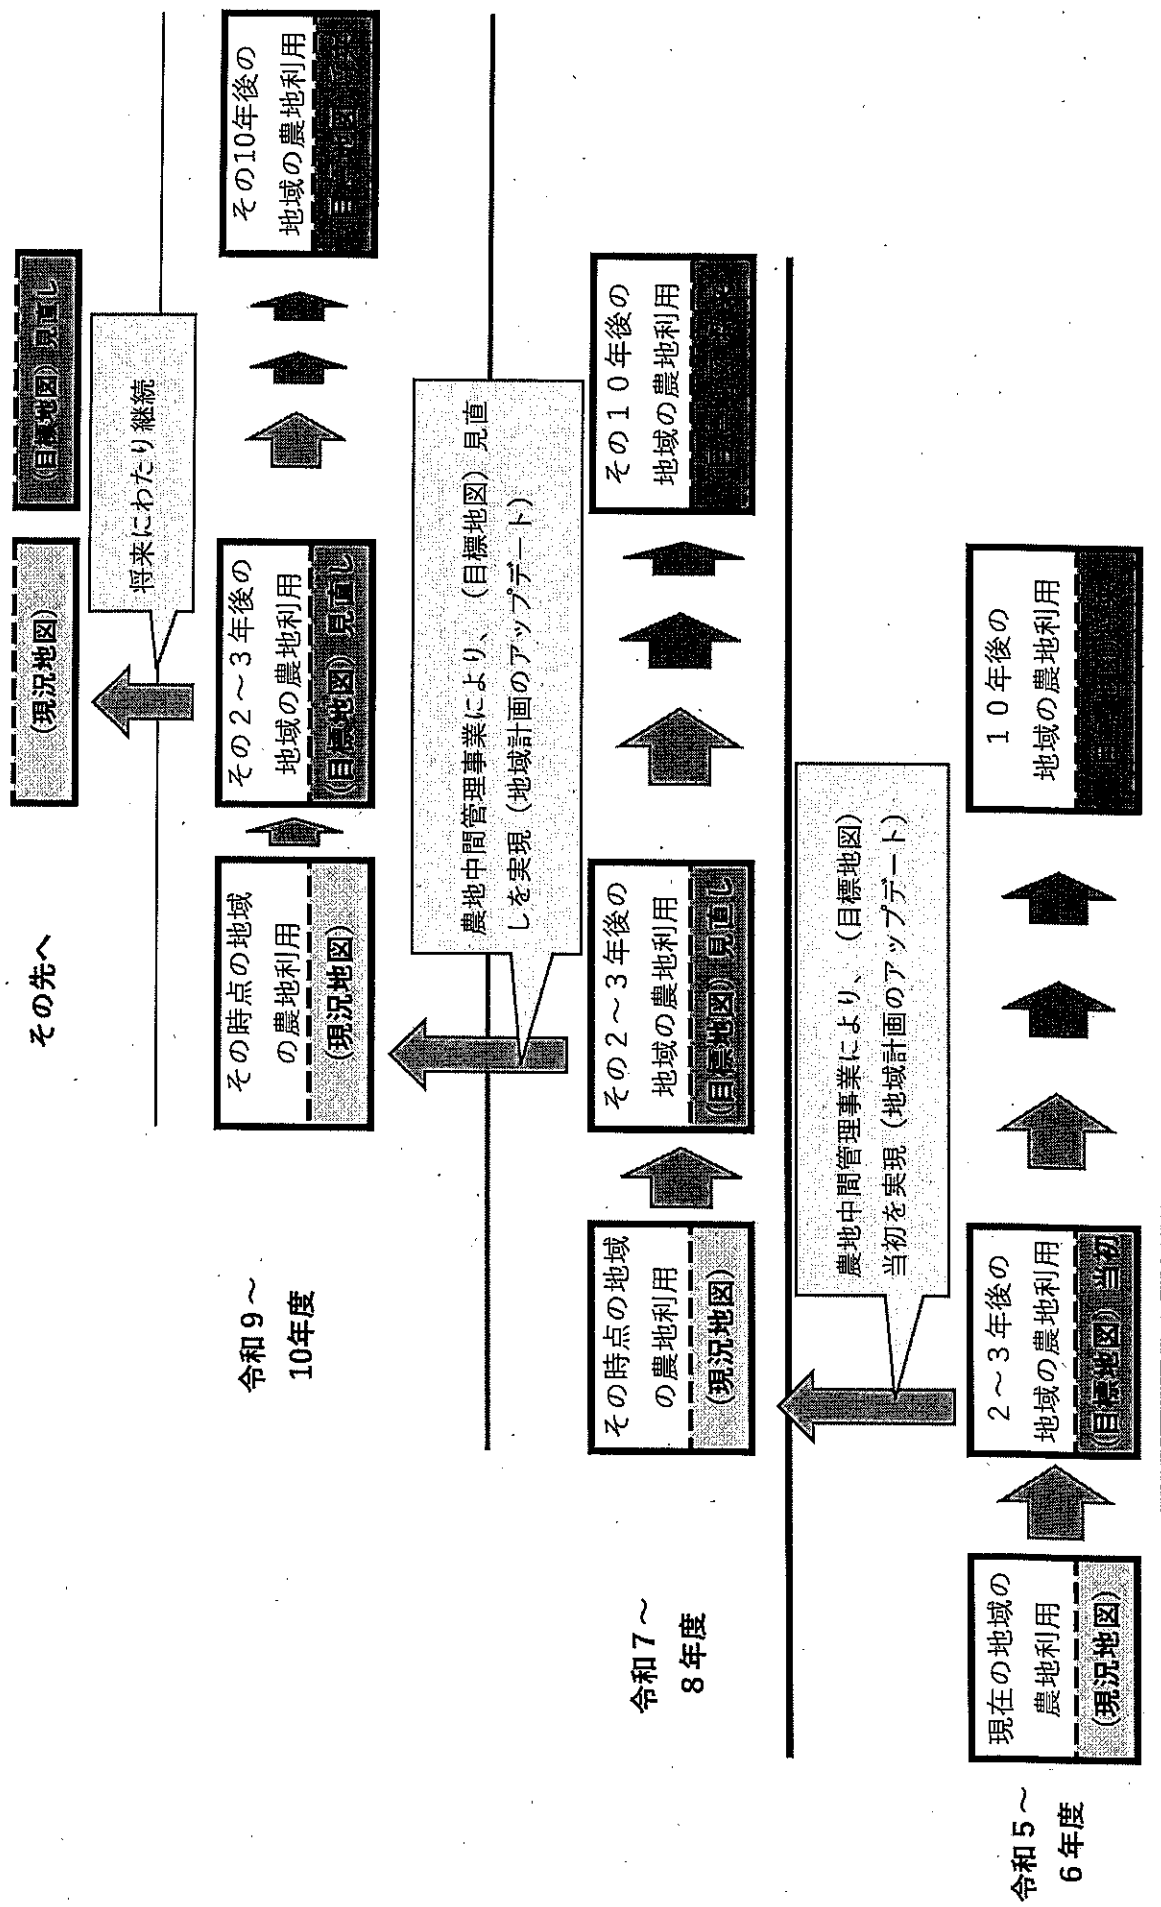 その先へ
(現況地図)
(目標地図) 見直し
将来にわたり継続
令和9～
10年度
その時点の地域
の農地利用
(現況地図)
その2～3年後の
地域の農地利用
(目標地図) 見直し
その10年後の
地域の農地利用
農地中間管理事業により、(目標地図) 見直
しを実現 (地域計画のアップデート)
令和7～
8年度
その時点の地域
の農地利用
(現況地図)
その2～3年後の
地域の農地利用
(目標地図) 見直し
その10年後の
地域の農地利用
農地中間管理事業により、(目標地図)
当初を実現 (地域計画のアップデート)
令和5～
6年度
現在の地域の
農地利用
(現況地図)
2～3年後の
地域の農地利用
(目標地図) 当初
10年後の
地域の農地利用